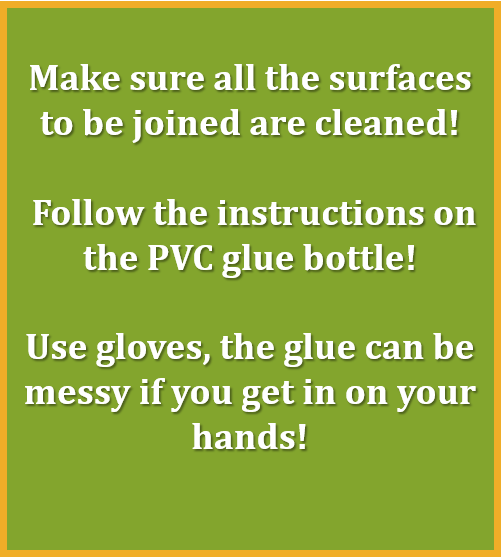 Make sure all the surfaces
to be joined are cleaned!
Follow the instructions on
the PVC glue bottle!
Use gloves, the glue can be
messy if you get in on your
hands!